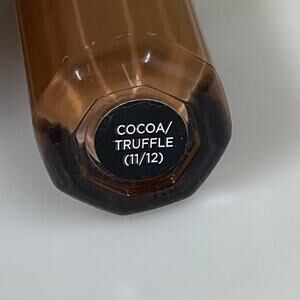 COCOA/
TRUFFLE
(11/12)